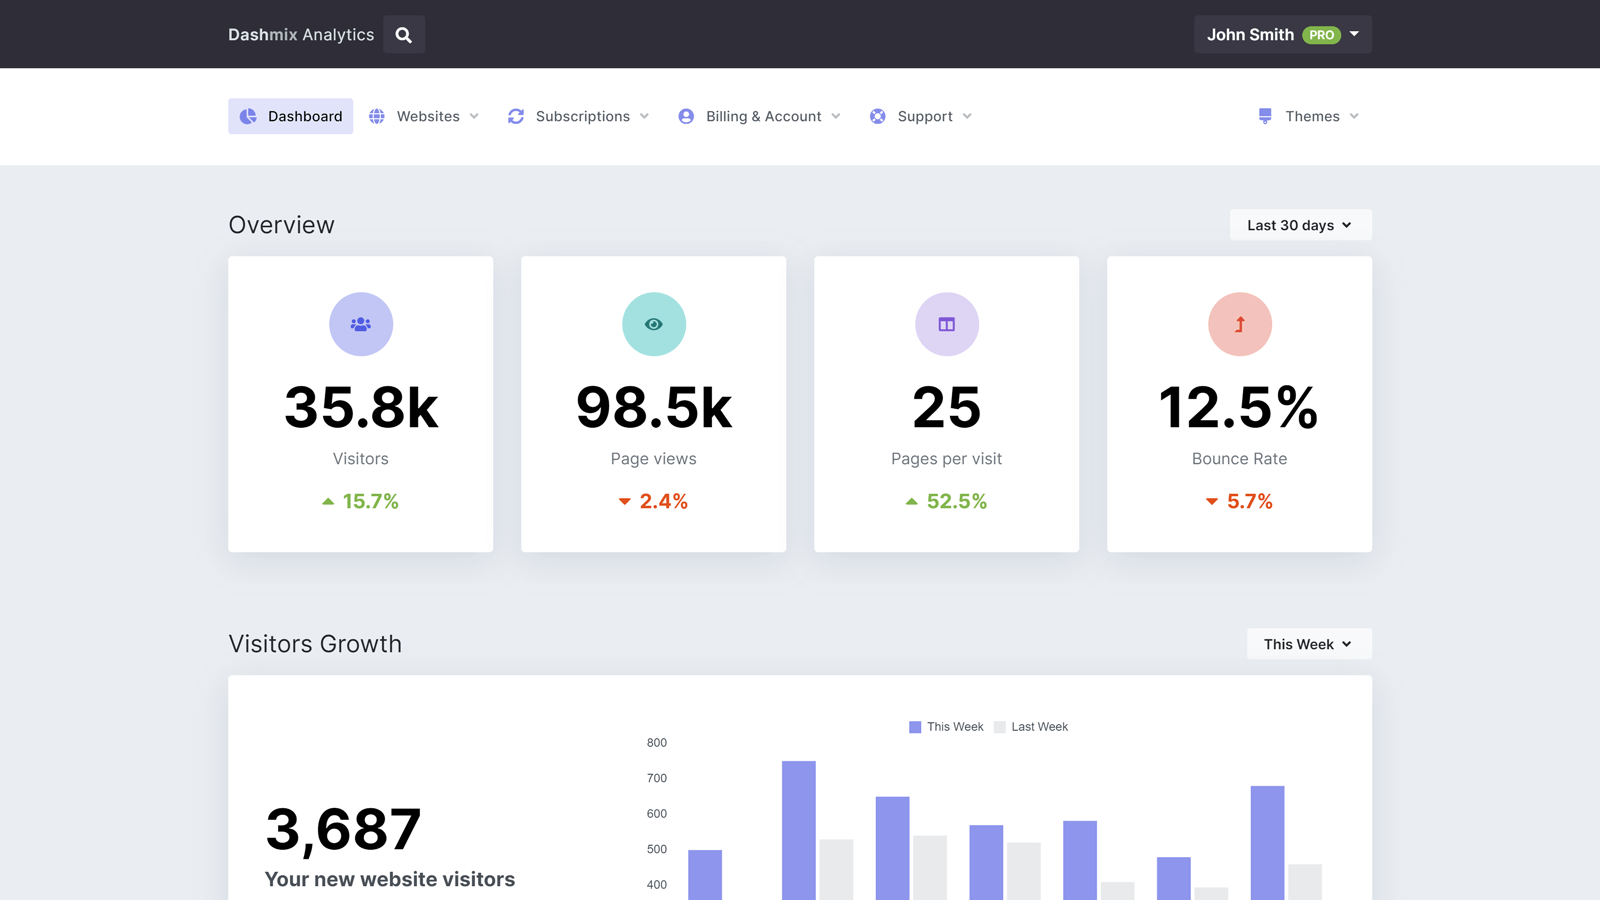 Dashmix Analytics
John Smith PRO
Dashboard Websites Subscriptions Billing & Account Support Themes
Overview
Last 30 days
35.8k
Visitors
15.7%
98.5k
Page views
2.4%
25
Pages per visit
52.5%
12.5%
Bounce Rate
5.7%
Visitors Growth
This Week
3,687
Your new website visitors
This Week Last Week
800
700
600
500
400